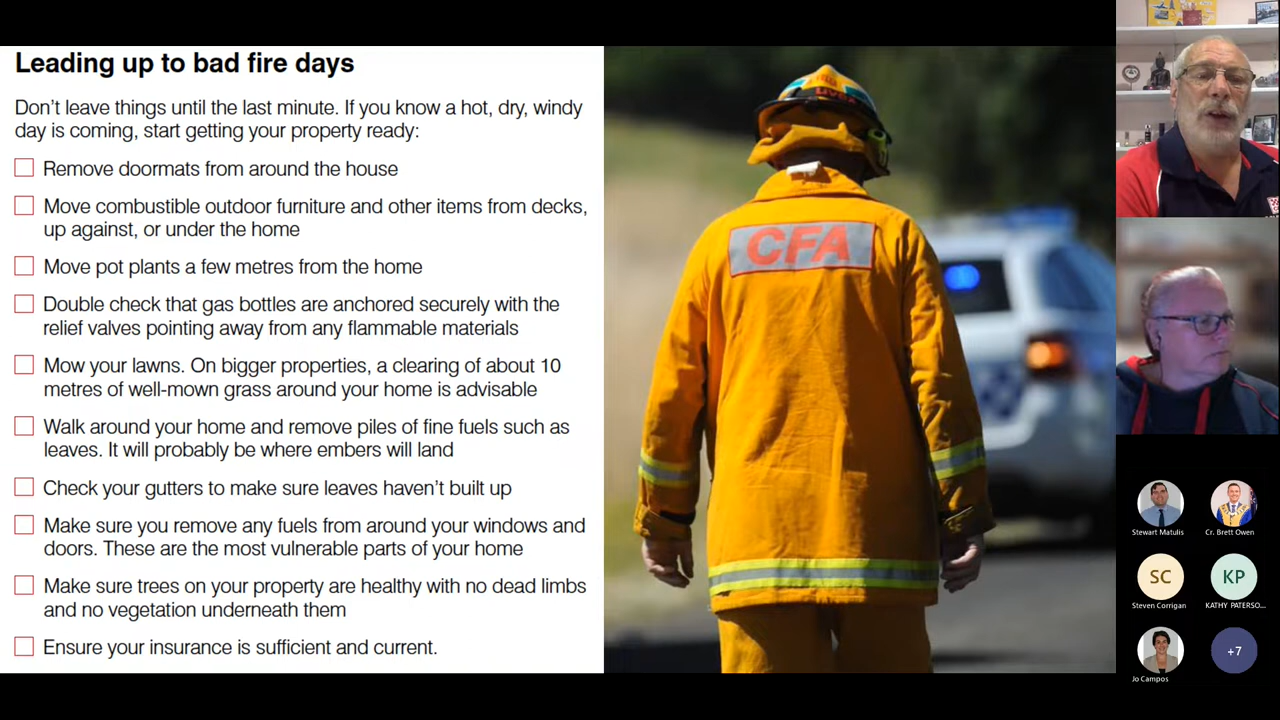 Leading up to bad fire days
Don't leave things until the last minute. If you know a hot, dry, windy
day is coming, start getting your property ready:
Remove doormats from around the house
Move combustible outdoor furniture and other items from decks,
up against, or under the home
Move pot plants a few metres from the home
Double check that gas bottles are anchored securely with the
relief valves pointing away from any flammable materials
Mow your lawns. On bigger properties, a clearing of about 10
metres of well-mown grass around your home is advisable
Walk around your home and remove piles of fine fuels such as
leaves. It will probably be where embers will land
Check your gutters to make sure leaves haven't built up
Make sure you remove any fuels from around your windows and
doors. These are the most vulnerable parts of your home
Make sure trees on your property are healthy with no dead limbs
and no vegetation underneath them
Ensure your insurance is sufficient and current.
CFA
Stewart Matulis
Cr. Brett Owen
SC
KP
Steven Corrigan
KATHY PATERSO...
+7
Jo Campos